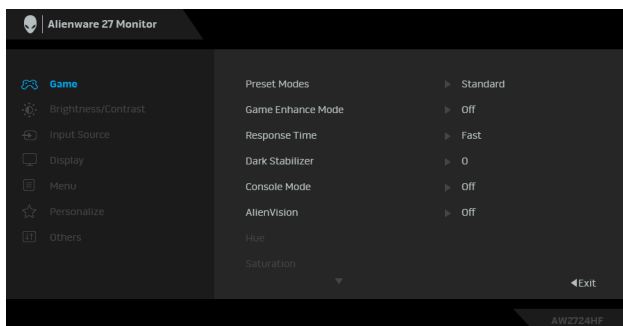 Alienware 27 Monitor
Game
Preset Modes Standard
Brightness/Contrast
Game Enhance Mode Off
Input Source
Response Time Fast
Display
Dark Stabilizer 0
Menu
Console Mode Off
Personalize
AlienVision Off
Others
Hue
Saturation
Exit
AW2724HF